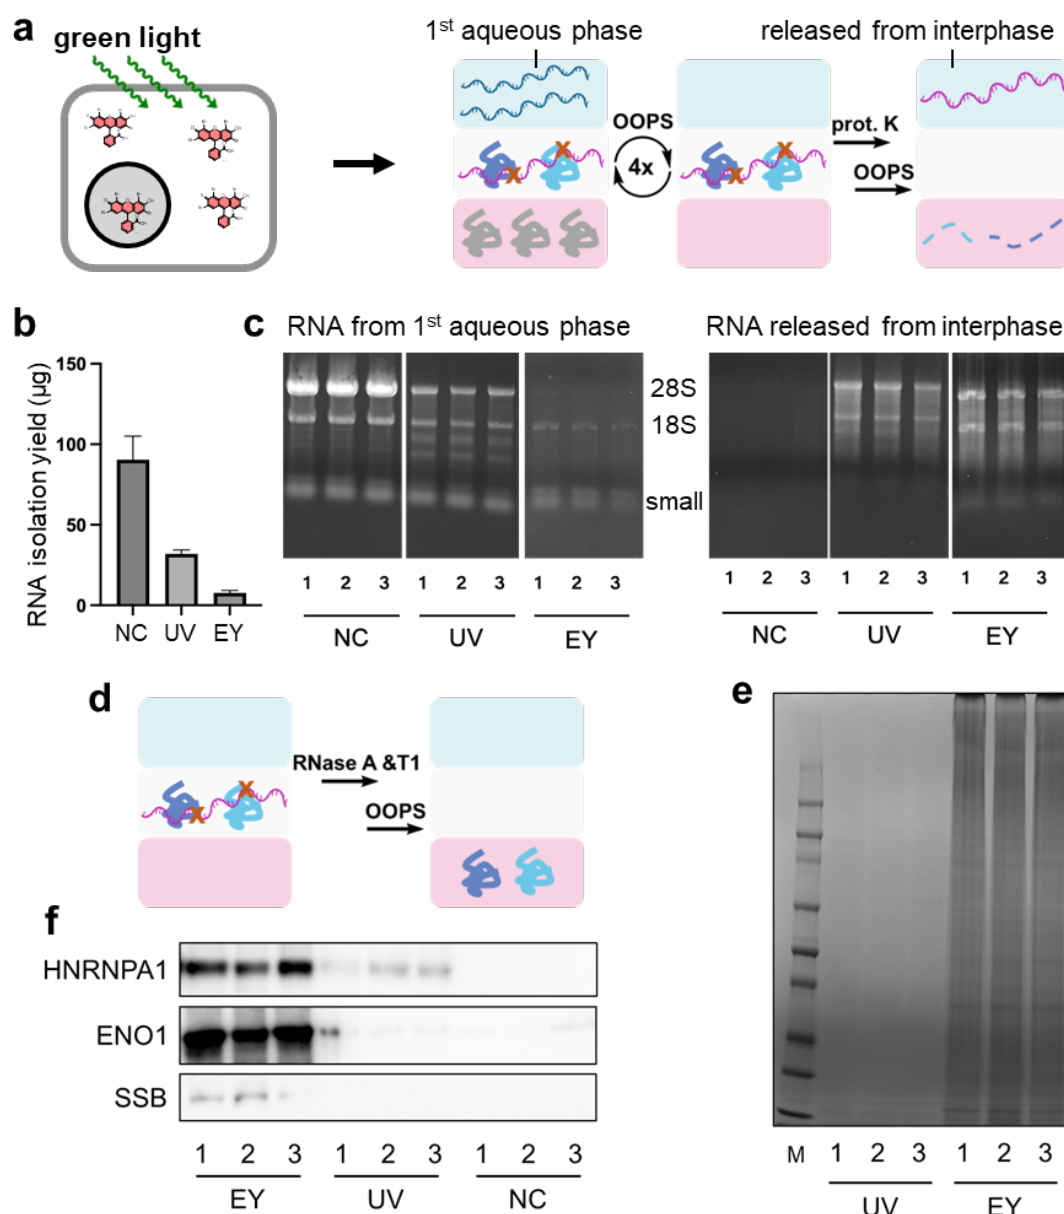 a
green light
1st aqueous phase
released from interphase
OOPS
4x
prot. K
OOPS
b
RNA isolation yield (µg)
150
100
50
0
NC UV EY
c
RNA from 1st aqueous phase
RNA released from interphase
28S
18S
small
1 2 3 1 2 3 1 2 3
NC UV EY
1 2 3 1 2 3 1 2 3
NC UV EY
d
RNase A &T1
OOPS
e
M 1 2 3 1 2 3
UV EY
f
HNRNPA1
ENO1
SSB
1 2 3 1 2 3 1 2 3
EY UV NC